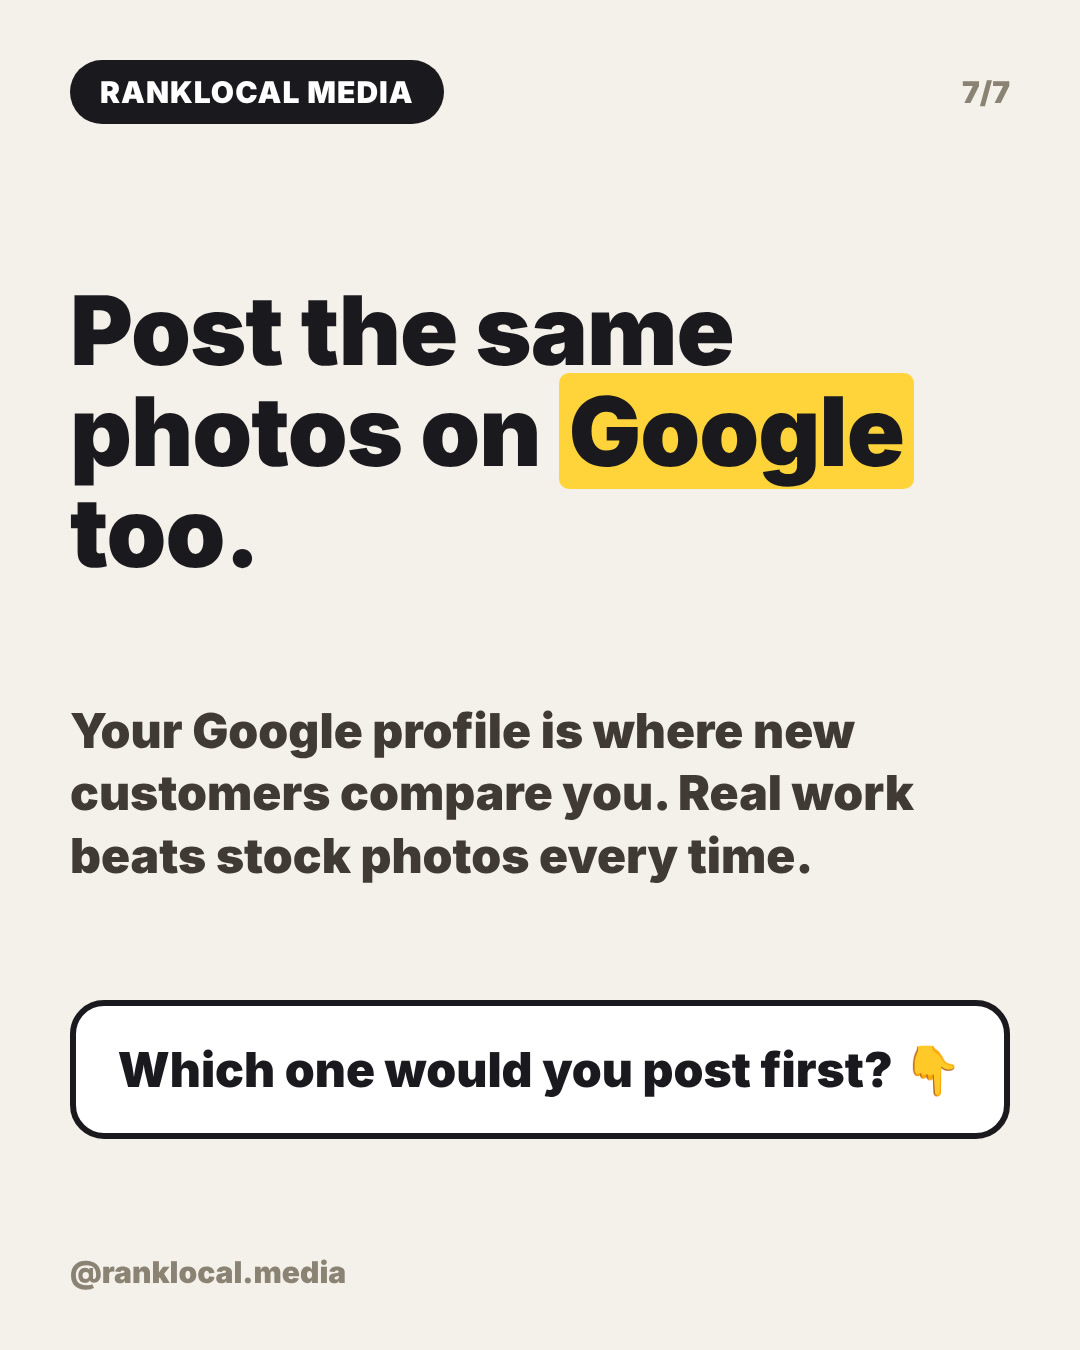 RANKLOCAL MEDIA
7/7
Post the same
photos on Google
too.
Your Google profile is where new
customers compare you. Real work
beats stock photos every time.
Which one would you post first? 👇
@ranklocal.media